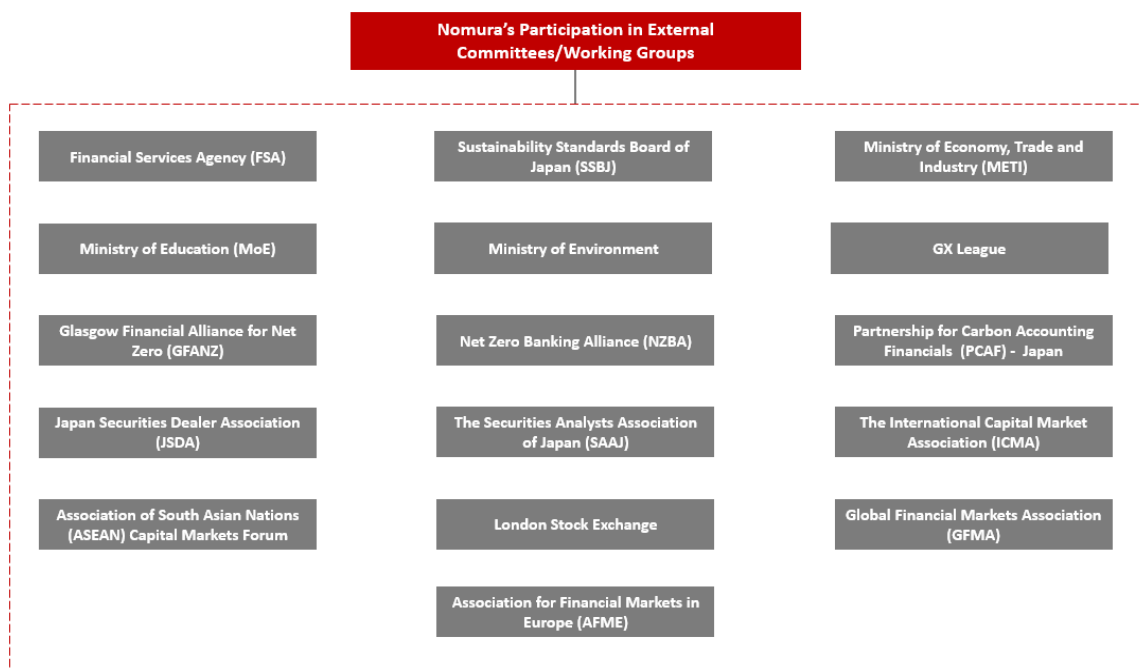 Nomura's Participation in External
Committees/Working Groups
Financial Services Agency (FSA)
Sustainability Standards Board of
Japan (SSBJ)
Ministry of Economy, Trade and
Industry (METI)
Ministry of Education (MoE)
Ministry of Environment
GX League
Glasgow Financial Alliance for Net
Zero (GFANZ)
Net Zero Banking Alliance (NZBA)
Partnership for Carbon Accounting
Financials  (PCAF) -  Japan
Japan Securities Dealer Association
(JSDA)
The Securities Analysts Association
of Japan (SAAJ)
The International Capital Market
Association (ICMA)
Association of South Asian Nations
(ASEAN) Capital Markets Forum
London Stock Exchange
Global Financial Markets Association
(GFMA)
Association for Financial Markets in
Europe (AFME)